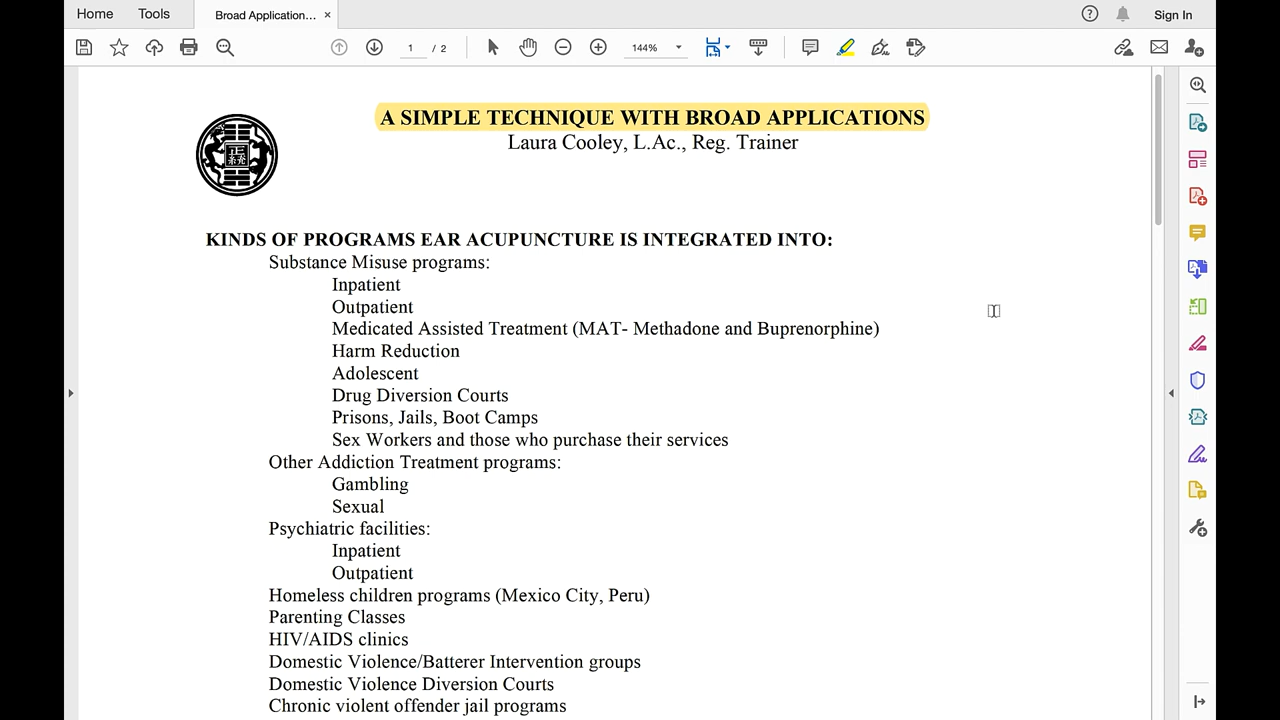 Home Tools Broad Application... × Sign In
1 / 2 144%
A SIMPLE TECHNIQUE WITH BROAD APPLICATIONS
Laura Cooley, L.Ac., Reg. Trainer
正
統
KINDS OF PROGRAMS EAR ACUPUNCTURE IS INTEGRATED INTO:
Substance Misuse programs:
Inpatient
Outpatient
Medicated Assisted Treatment (MAT- Methadone and Buprenorphine)
Harm Reduction
Adolescent
Drug Diversion Courts
Prisons, Jails, Boot Camps
Sex Workers and those who purchase their services
Other Addiction Treatment programs:
Gambling
Sexual
Psychiatric facilities:
Inpatient
Outpatient
Homeless children programs (Mexico City, Peru)
Parenting Classes
HIV/AIDS clinics
Domestic Violence/Batterer Intervention groups
Domestic Violence Diversion Courts
Chronic violent offender jail programs